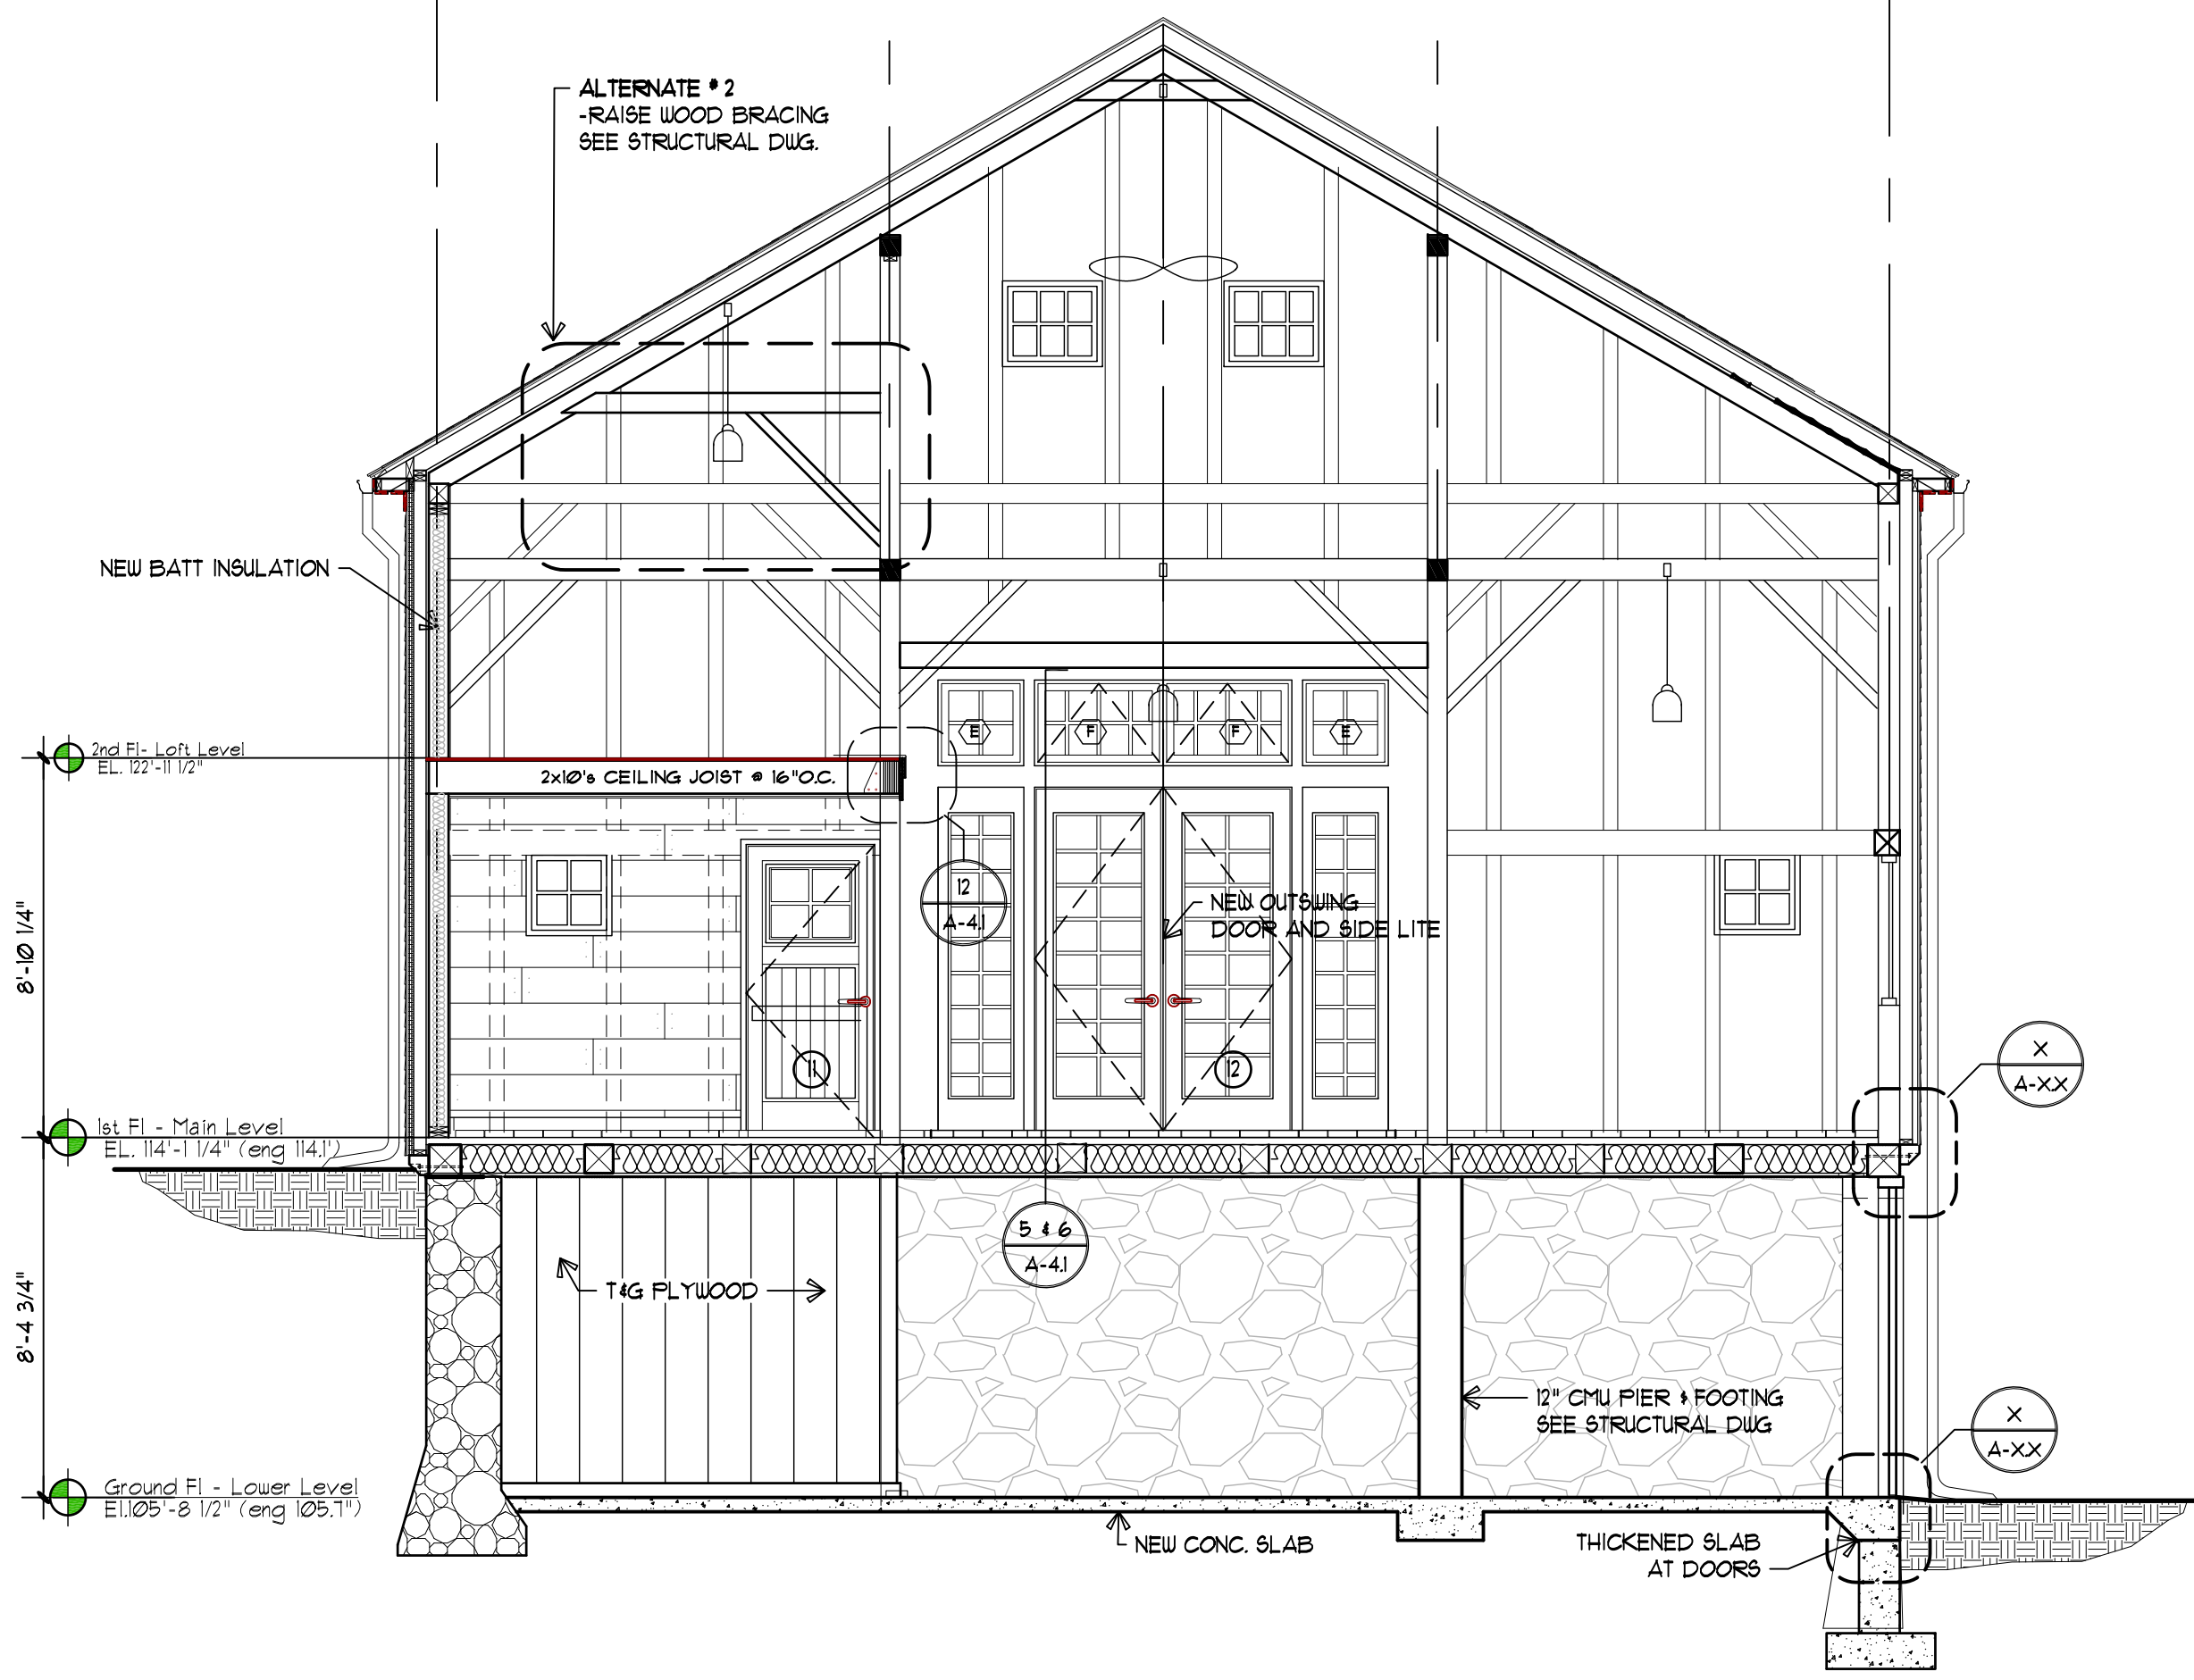 ALTERNATE # 2
-RAISE WOOD BRACING
SEE STRUCTURAL DWG.
NEW BATT INSULATION
E
F
F
E
2nd Fl- Loft Level
EL. 122'-11 1/2"
2x10's CEILING JOIST @ 16"O.C.
12
A-4.1
NEW OUTSWING
DOOR AND SIDE LITE
8'-10 1/4"
11
12
X
A-X.X
1st Fl - Main Level
EL. 114'-1 1/4" (eng 114.1')
5 & 6
A-4.1
T&G PLYWOOD
8'-4 3/4"
12" CMU PIER & FOOTING
SEE STRUCTURAL DWG
X
A-X.X
Ground Fl - Lower Level
El.105'-8 1/2" (eng 105.7")
NEW CONC. SLAB
THICKENED SLAB
AT DOORS